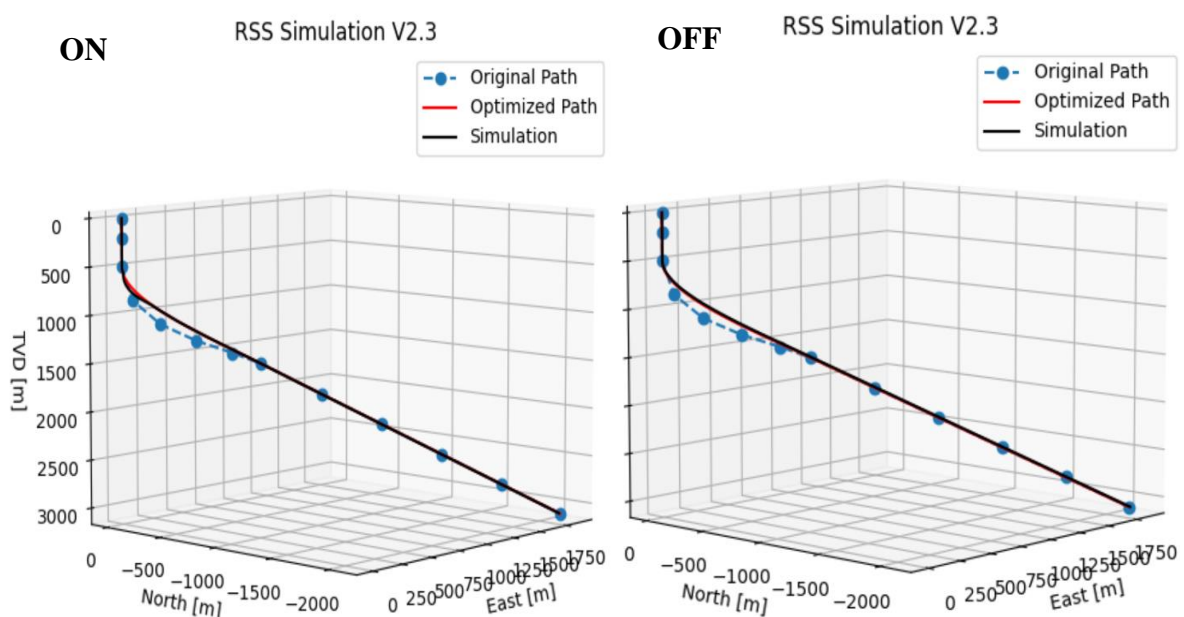 ON
RSS Simulation V2.3
Original Path
Optimized Path
Simulation
0
500
1000
1500
2000
2500
3000
TVD [m]
0
−500
−1000
−1500
−2000
North [m]
0
250
500
750
1000
1250
1500
1750
East [m]
OFF
RSS Simulation V2.3
Original Path
Optimized Path
Simulation
0
−500
−1000
−1500
−2000
North [m]
0
250
500
750
1000
1250
1500
1750
East [m]